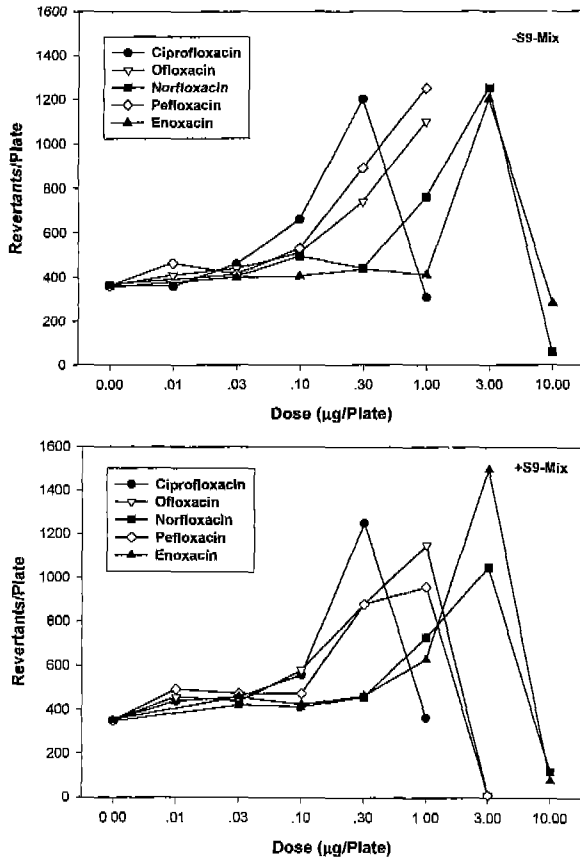 1600
1400
1200
1000
800
600
400
200
0
Revertants/Plate
-S9-Mix
Ciprofloxacin
Ofloxacin
Norfloxacin
Pefloxacin
Enoxacin
0.00 .01 .03 .10 .30 1.00 3.00 10.00
Dose (µg/Plate)
1600
1400
1200
1000
800
600
400
200
0
Revertants/Plate
+S9-Mix
Ciprofloxacin
Ofloxacin
Norfloxacin
Pefloxacin
Enoxacin
0.00 .01 .03 .10 .30 1.00 3.00 10.00
Dose (µg/Plate)